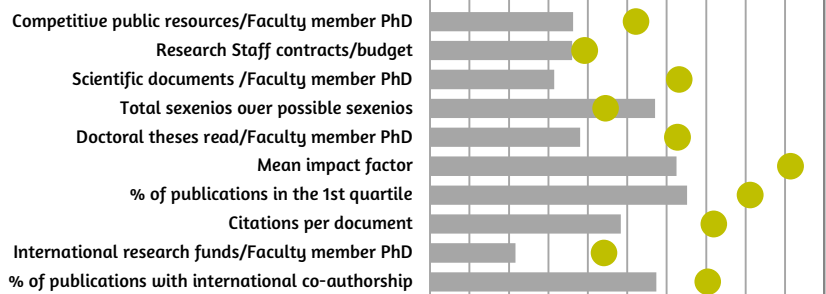 Competitive public resources/Faculty member PhD
Research Staff contracts/budget
Scientific documents /Faculty member PhD
Total sexenios over possible sexenios
Doctoral theses read/Faculty member PhD
Mean impact factor
% of publications in the 1st quartile
Citations per document
International research funds/Faculty member PhD
% of publications with international co-authorship